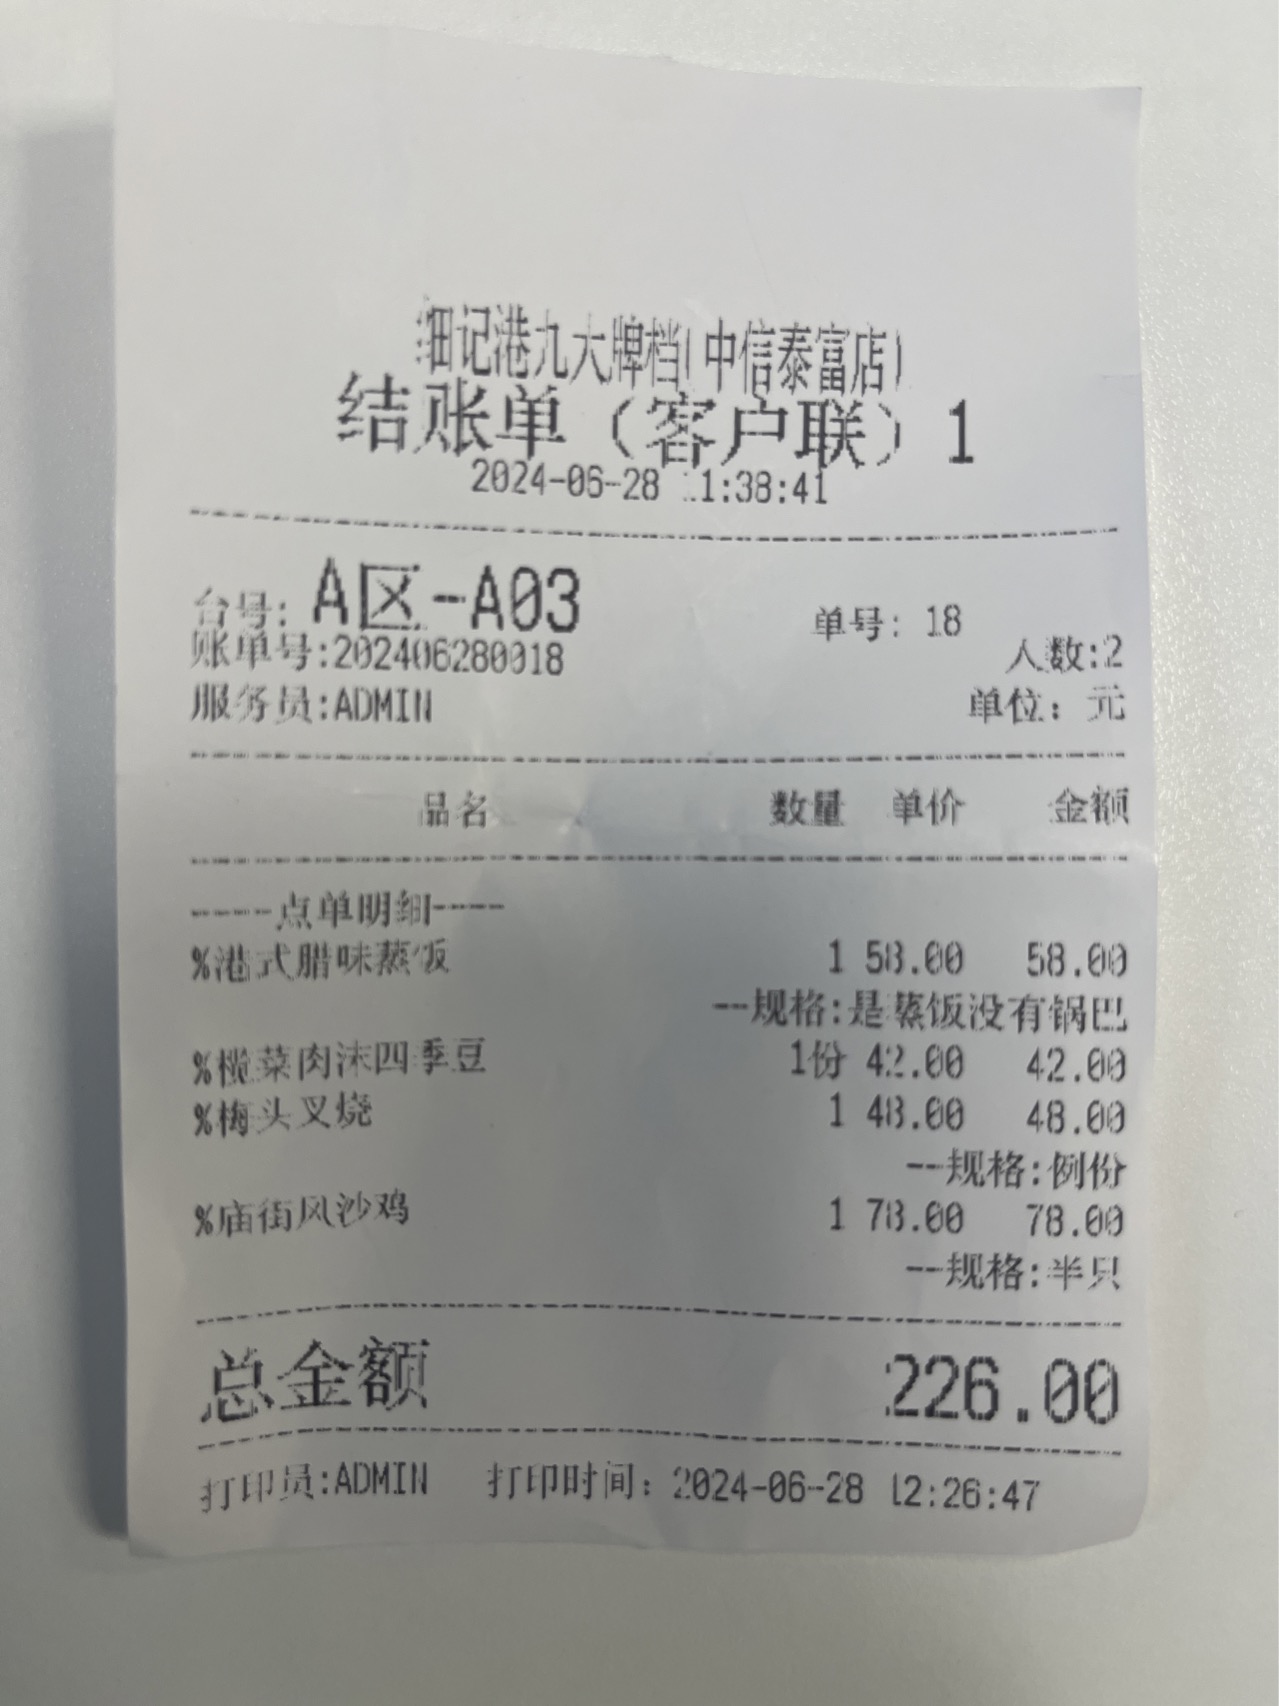 细记港九大牌档(中信泰富店)
结账单（客户联）1
2024-06-28 11:38:41
台号: A区-A03 单号: 18
账单号:202406280018 人数:2
服务员:ADMIN 单位: 元
品名 数量 单价 金额
-----点单明细----
%港式腊味蒸饭 1 58.00 58.00
--规格:是蒸饭没有锅巴
%榄菜肉沫四季豆 1份 42.00 42.00
%梅头叉烧 1 48.00 48.00
--规格:例份
%庙街风沙鸡 1 78.00 78.00
--规格:半只
总金额 226.00
打印员:ADMIN 打印时间: 2024-06-28 12:26:47